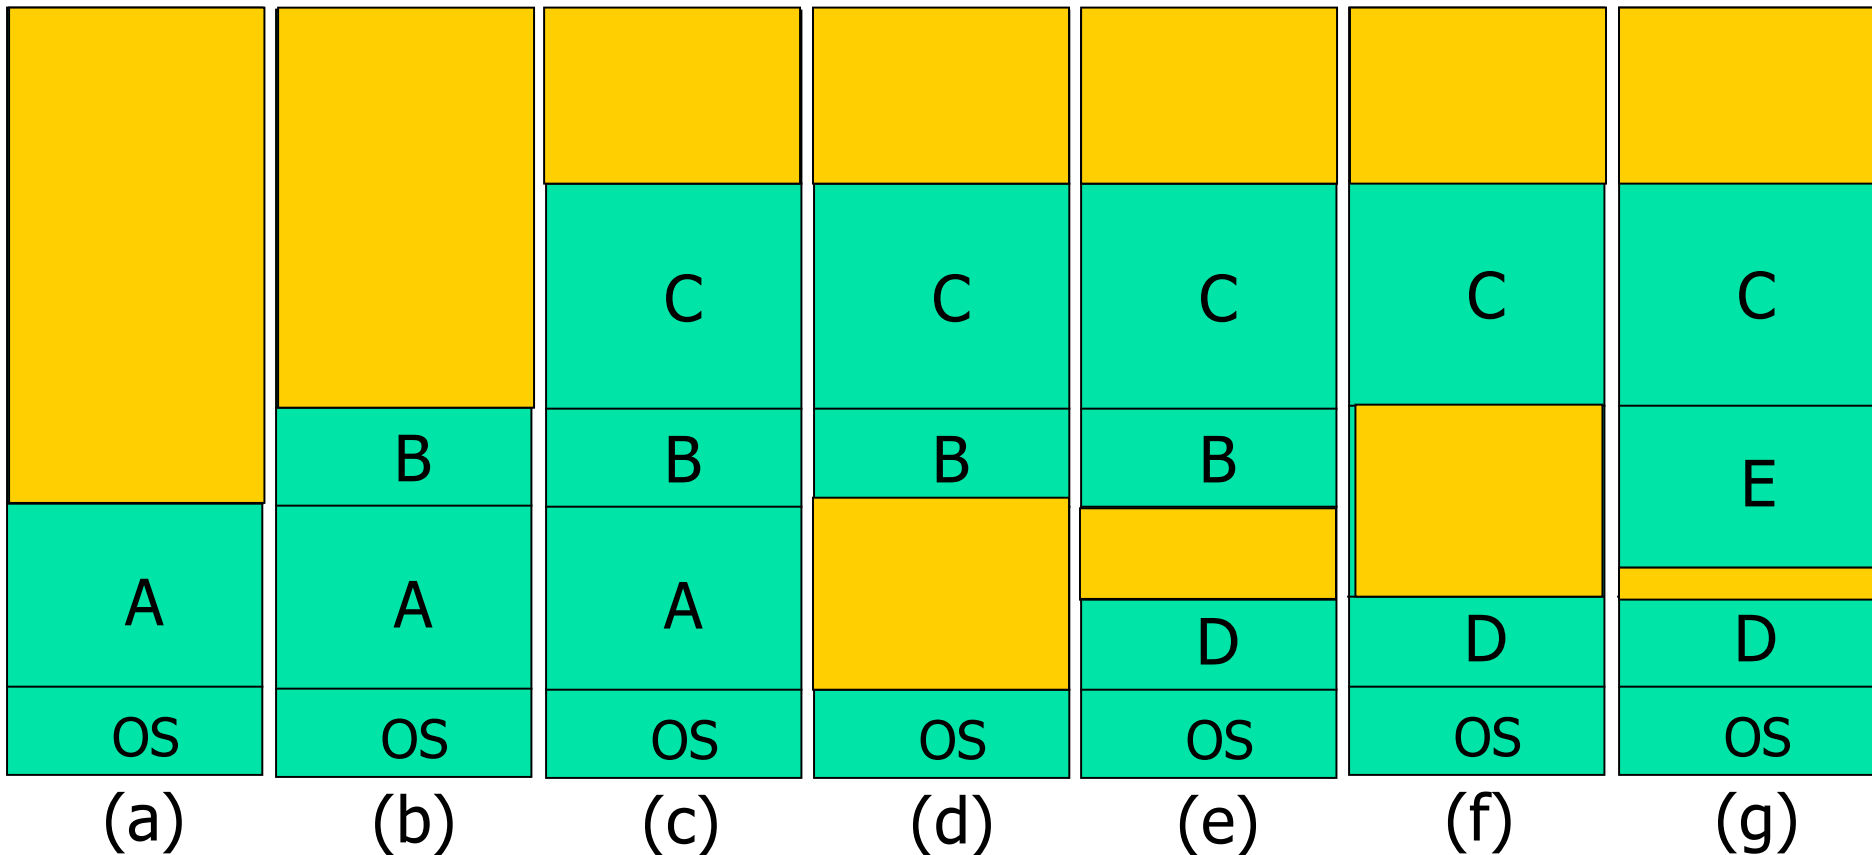 C C C C C
B B B B E
A A A D D D
OS OS OS OS OS OS OS
(a) (b) (c) (d) (e) (f) (g)